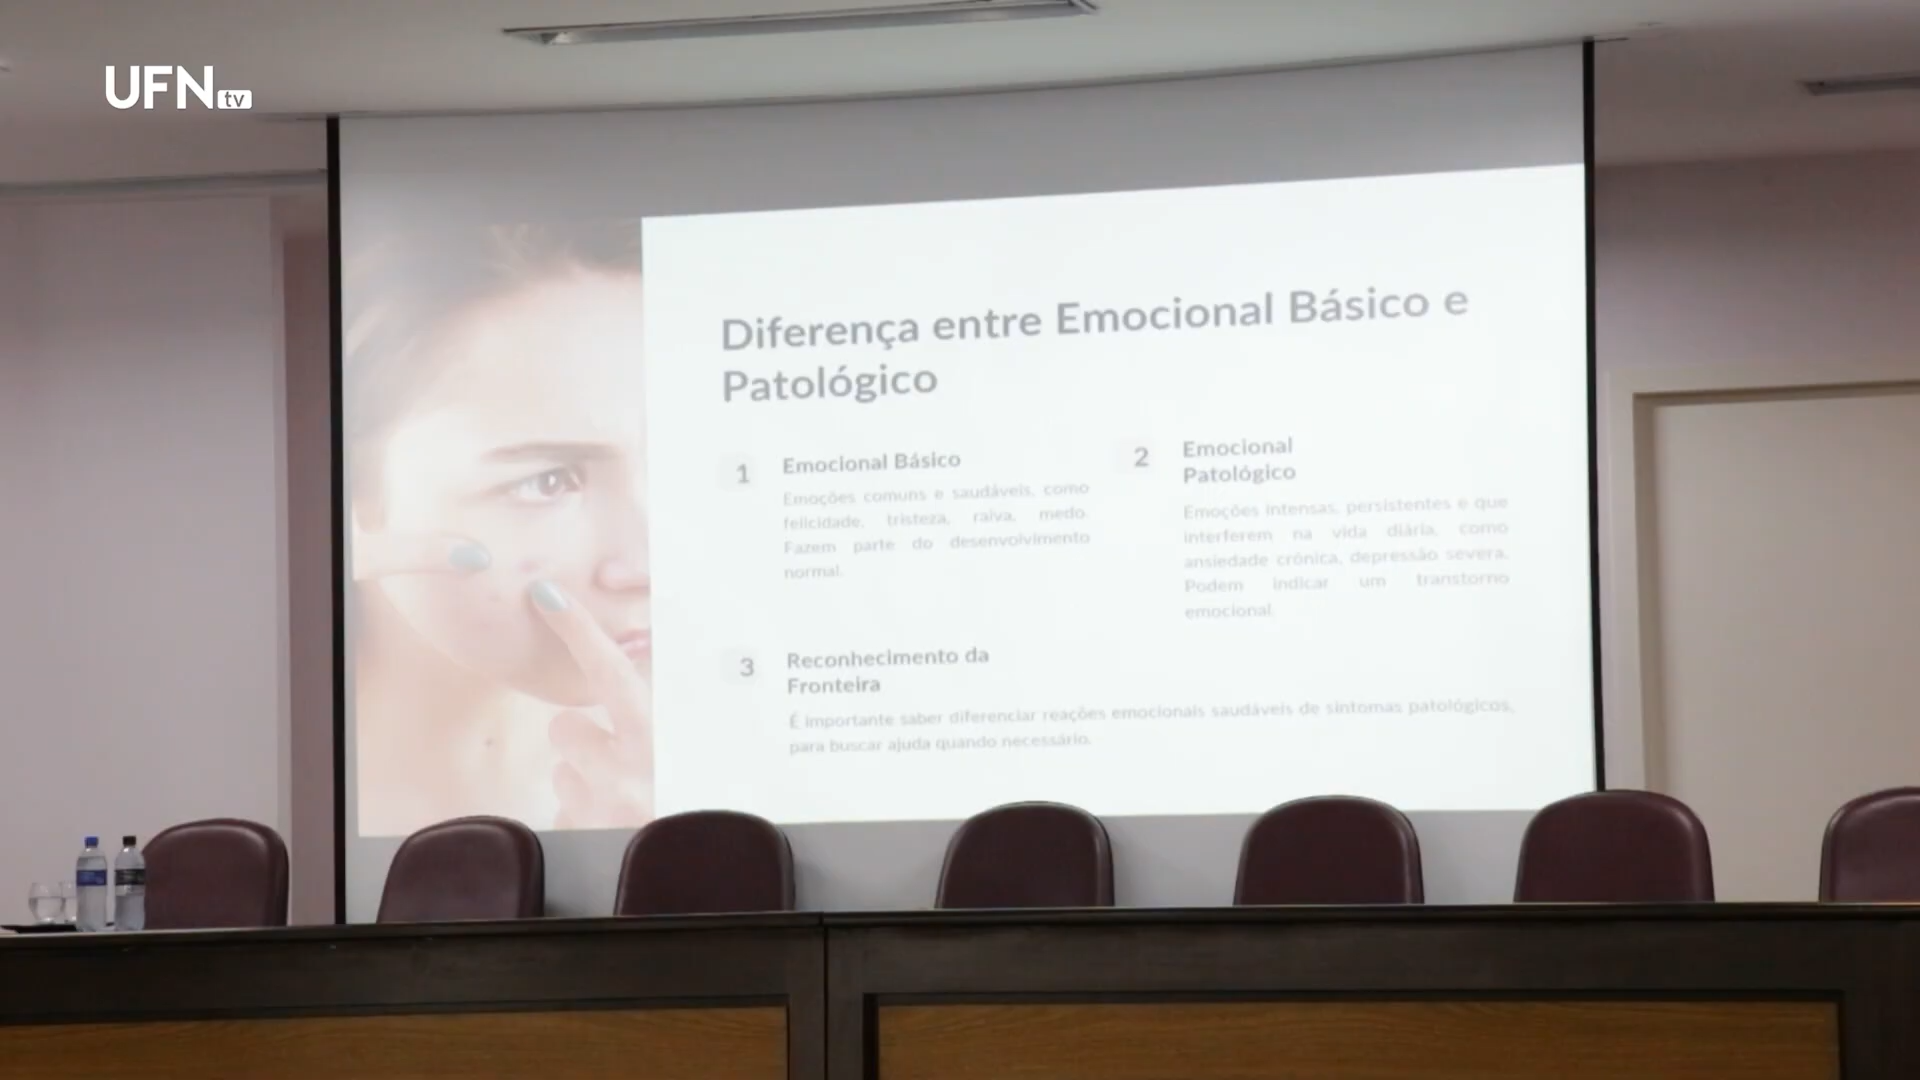 UFN tv
Diferença entre Emocional Básico e
Patológico
1
Emocional Básico
Emoções comuns e saudáveis, como
felicidade, tristeza, raiva, medo.
Fazem parte do desenvolvimento
normal.
2
Emocional
Patológico
Emoções intensas, persistentes e que
interferem na vida diária, como
ansiedade crônica, depressão severa.
Podem indicar um transtorno
emocional.
3
Reconhecimento da
Fronteira
É importante saber diferenciar reações emocionais saudáveis de sintomas patológicos,
para buscar ajuda quando necessário.